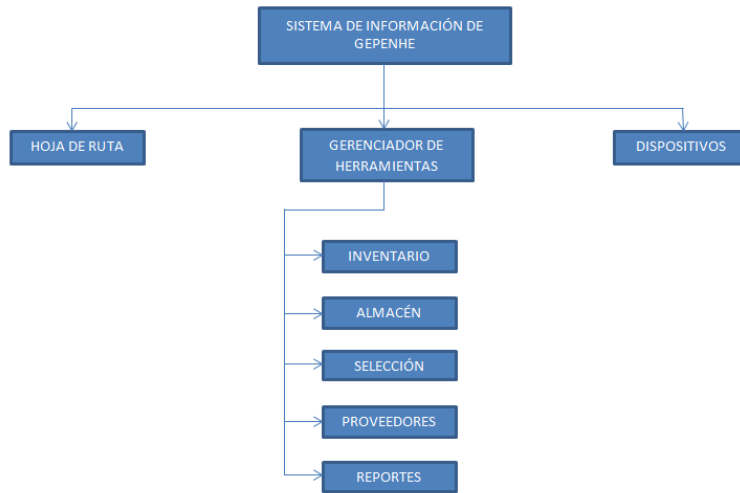 SISTEMA DE INFORMACIÓN DE
GEPENHE
HOJA DE RUTA
GERENCIADOR DE
HERRAMIENTAS
DISPOSITIVOS
INVENTARIO
ALMACÉN
SELECCIÓN
PROVEEDORES
REPORTES